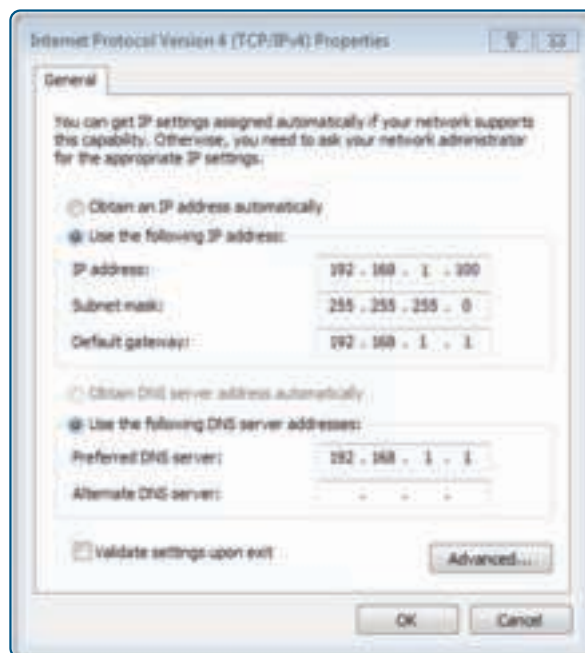 Internet Protocol Version 4 (TCP/IPv4) Properties
General
You can get IP settings assigned automatically if your network supports
this capability. Otherwise, you need to ask your network administrator
for the appropriate IP settings.
Obtain an IP address automatically
Use the following IP address:
IP address: 192 . 168 . 1 . 100
Subnet mask: 255 . 255 . 255 . 0
Default gateway: 192 . 168 . 1 . 1
Obtain DNS server address automatically
Use the following DNS server addresses:
Preferred DNS server: 192 . 168 . 1 . 1
Alternate DNS server: . . .
Validate settings upon exit
Advanced...
OK Cancel